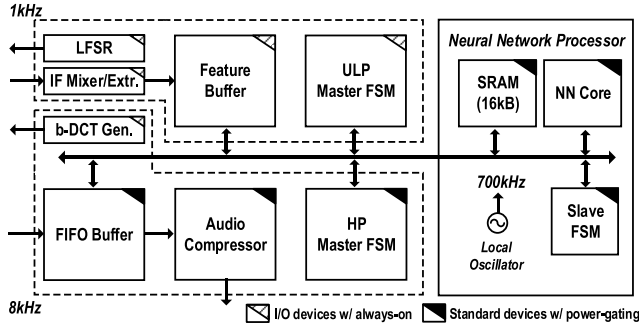 1kHz
LFSR
IF Mixer/Extr.
b-DCT Gen.
Feature
Buffer
ULP
Master FSM
Neural Network Processor
SRAM
(16kB)
NN Core
FIFO Buffer
Audio
Compressor
HP
Master FSM
700kHz
Local
Oscillator
Slave
FSM
8kHz
I/O devices w/ always-on
Standard devices w/ power-gating